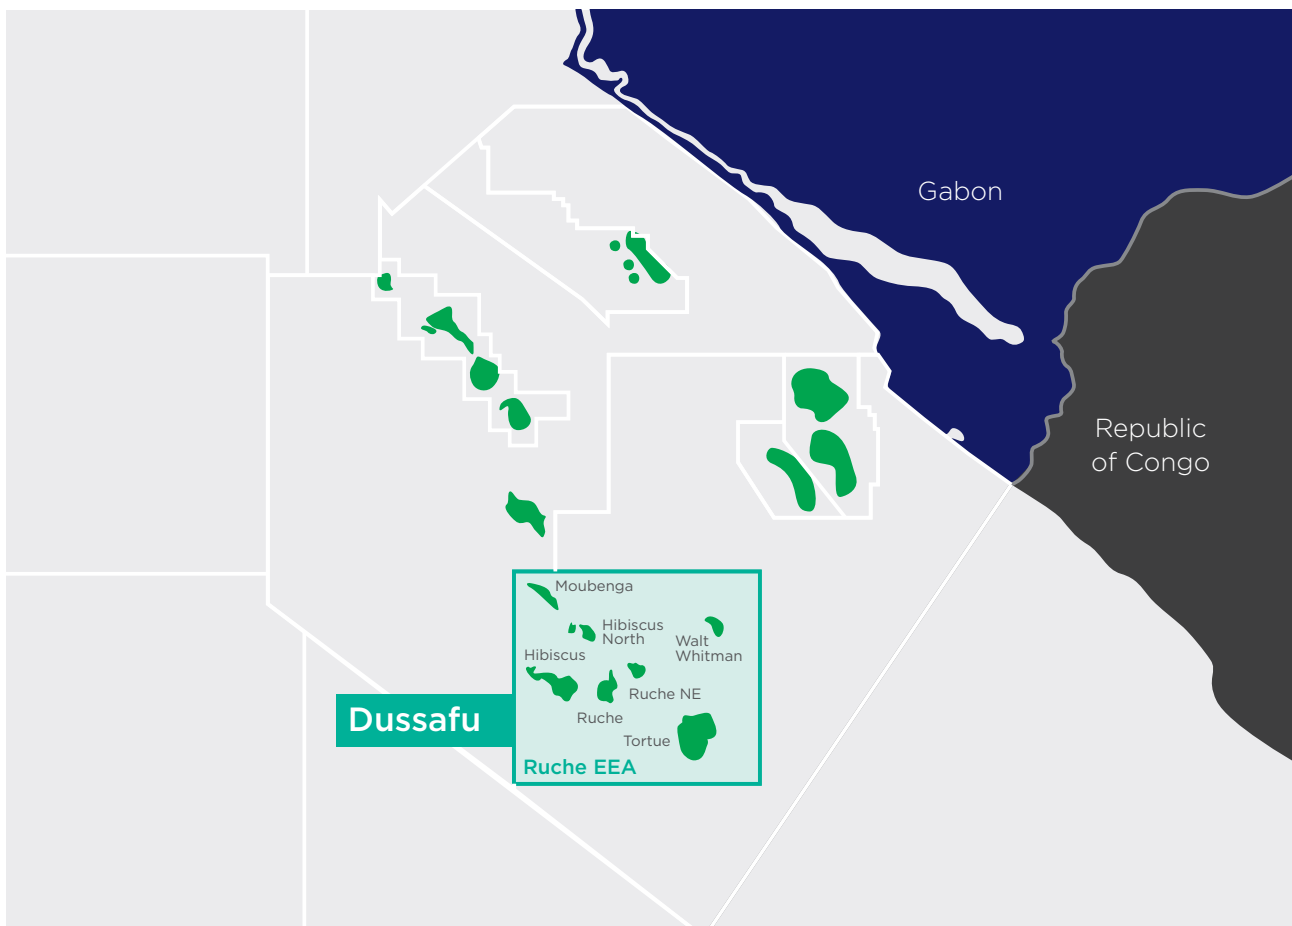 Gabon
Republic
of Congo
Moubenga
Hibiscus
North
Walt
Whitman
Hibiscus
Ruche NE
Ruche
Tortue
Dussafu
Ruche EEA